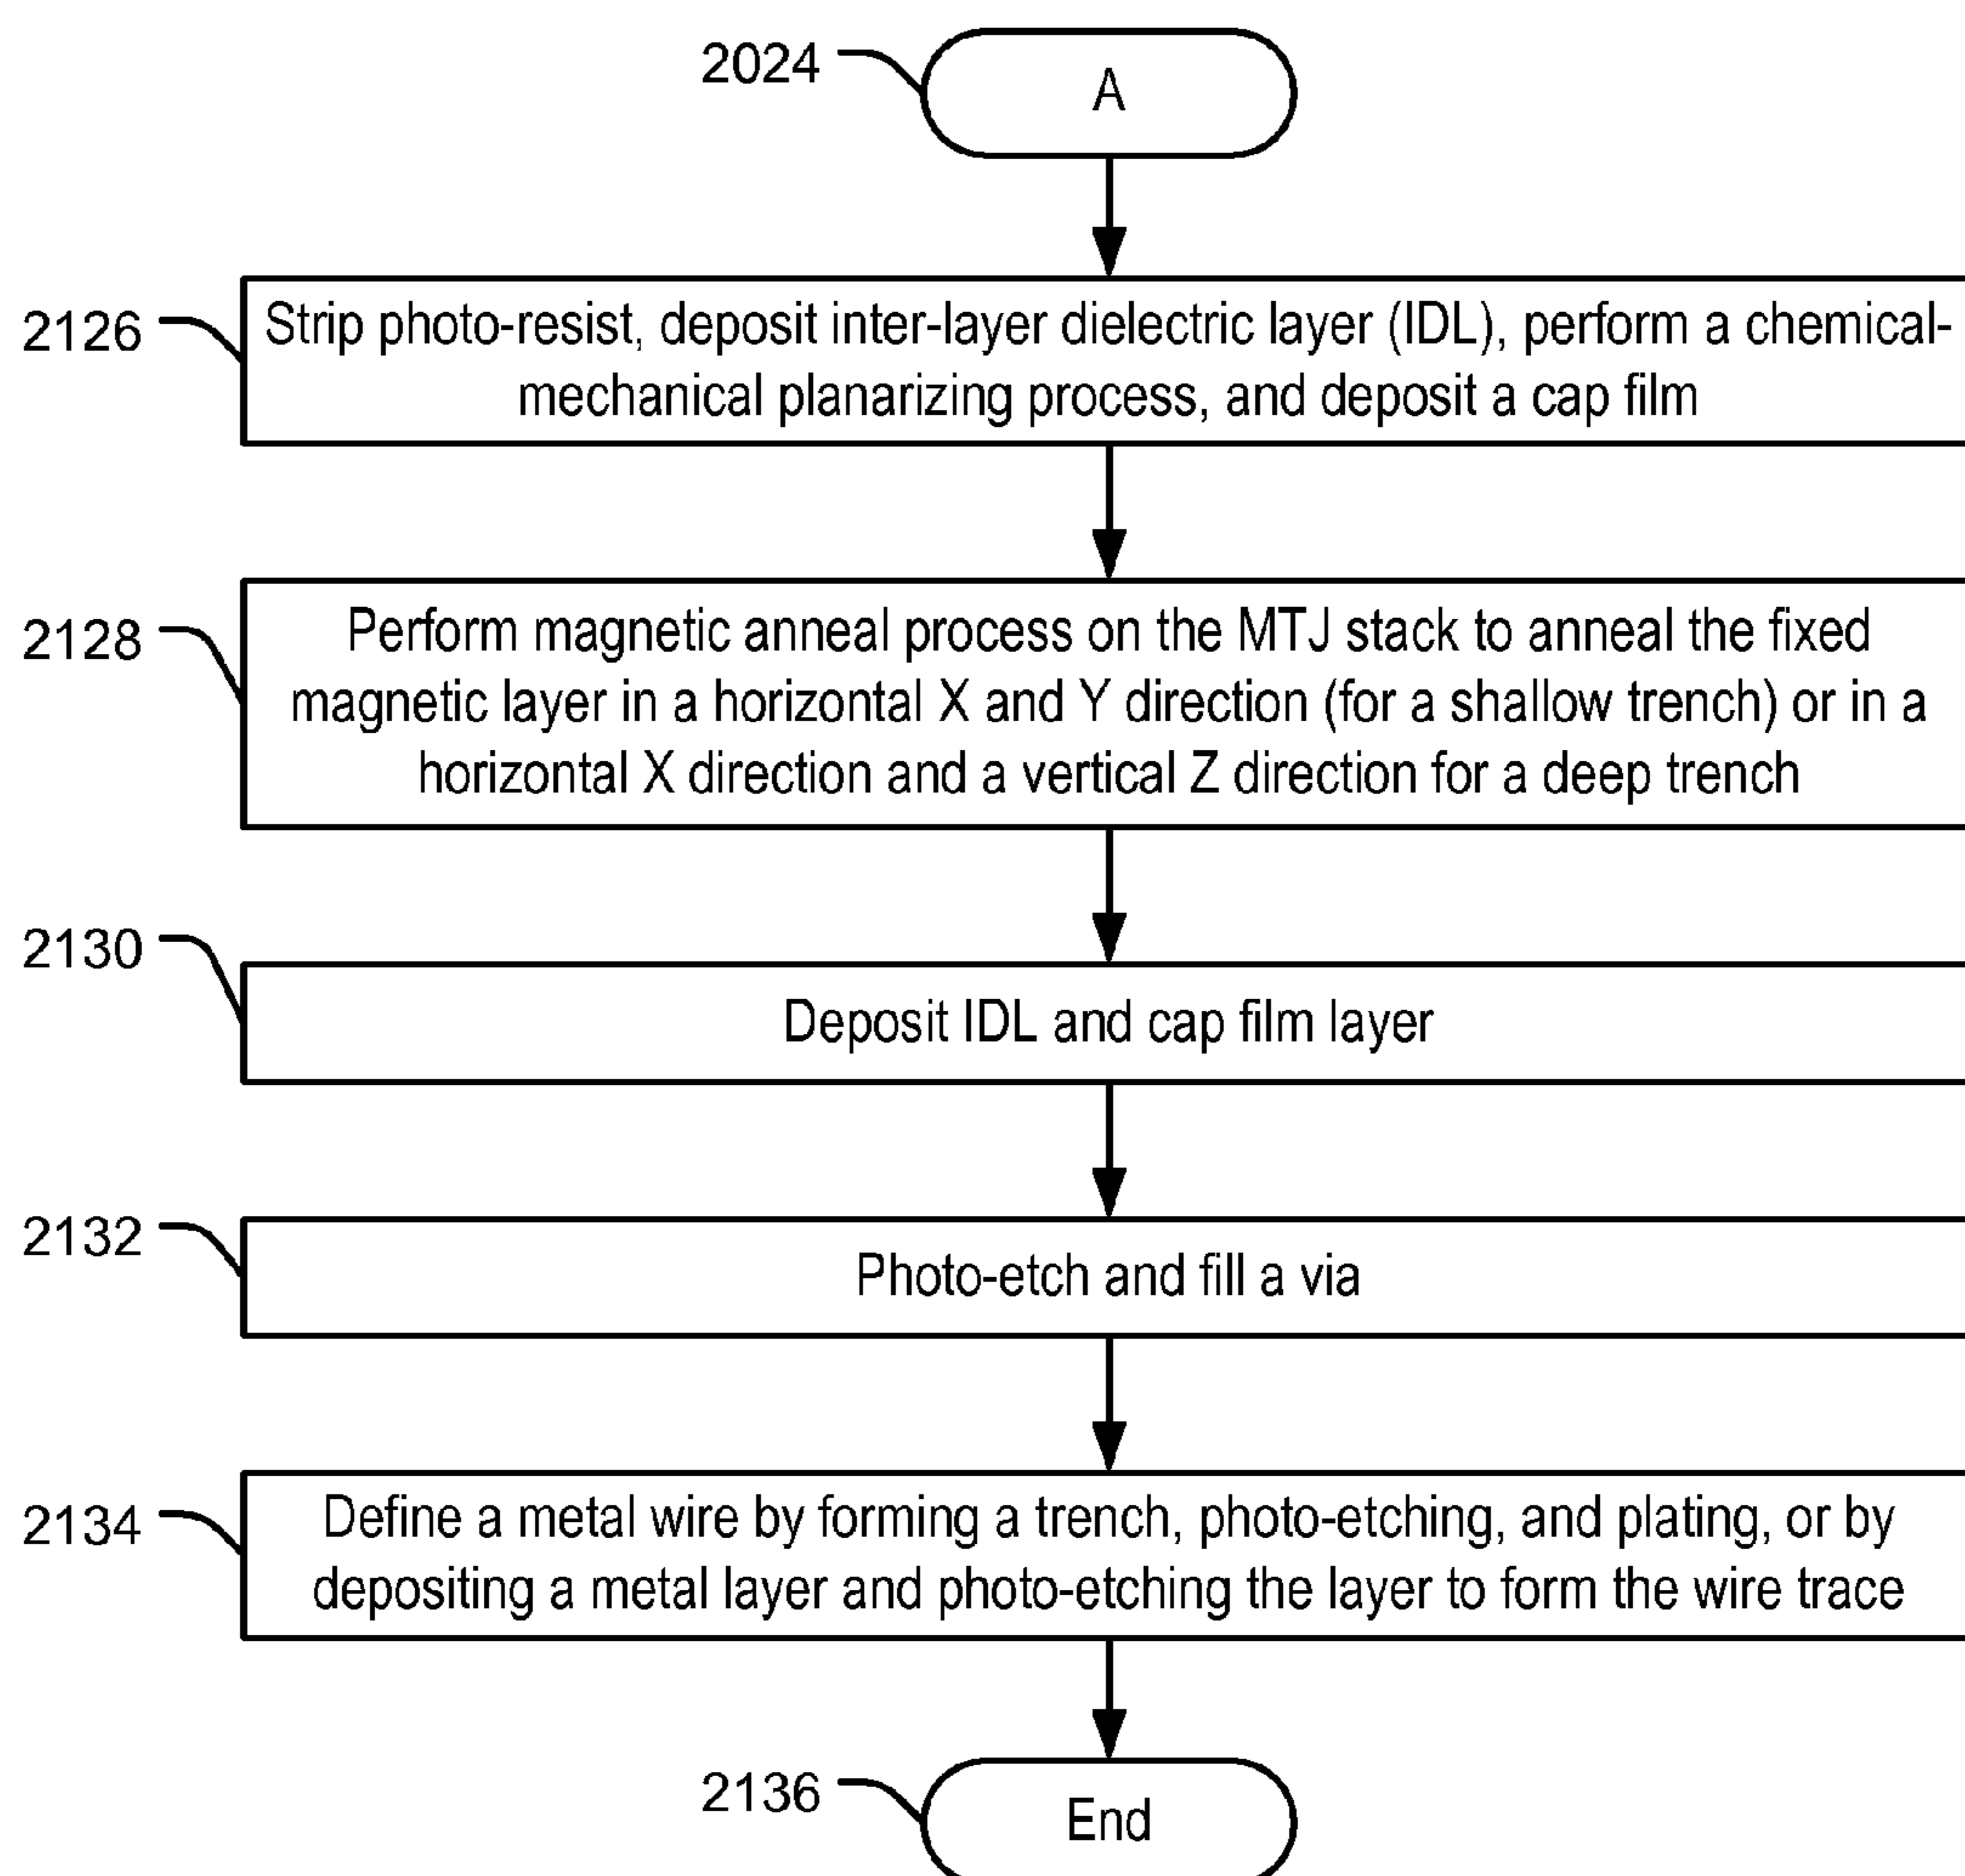 2024
A
2126
Strip photo-resist, deposit inter-layer dielectric layer (IDL), perform a chemical-
mechanical planarizing process, and deposit a cap film
2128
Perform magnetic anneal process on the MTJ stack to anneal the fixed
magnetic layer in a horizontal X and Y direction (for a shallow trench) or in a
horizontal X direction and a vertical Z direction for a deep trench
2130
Deposit IDL and cap film layer
2132
Photo-etch and fill a via
2134
Define a metal wire by forming a trench, photo-etching, and plating, or by
depositing a metal layer and photo-etching the layer to form the wire trace
2136
End